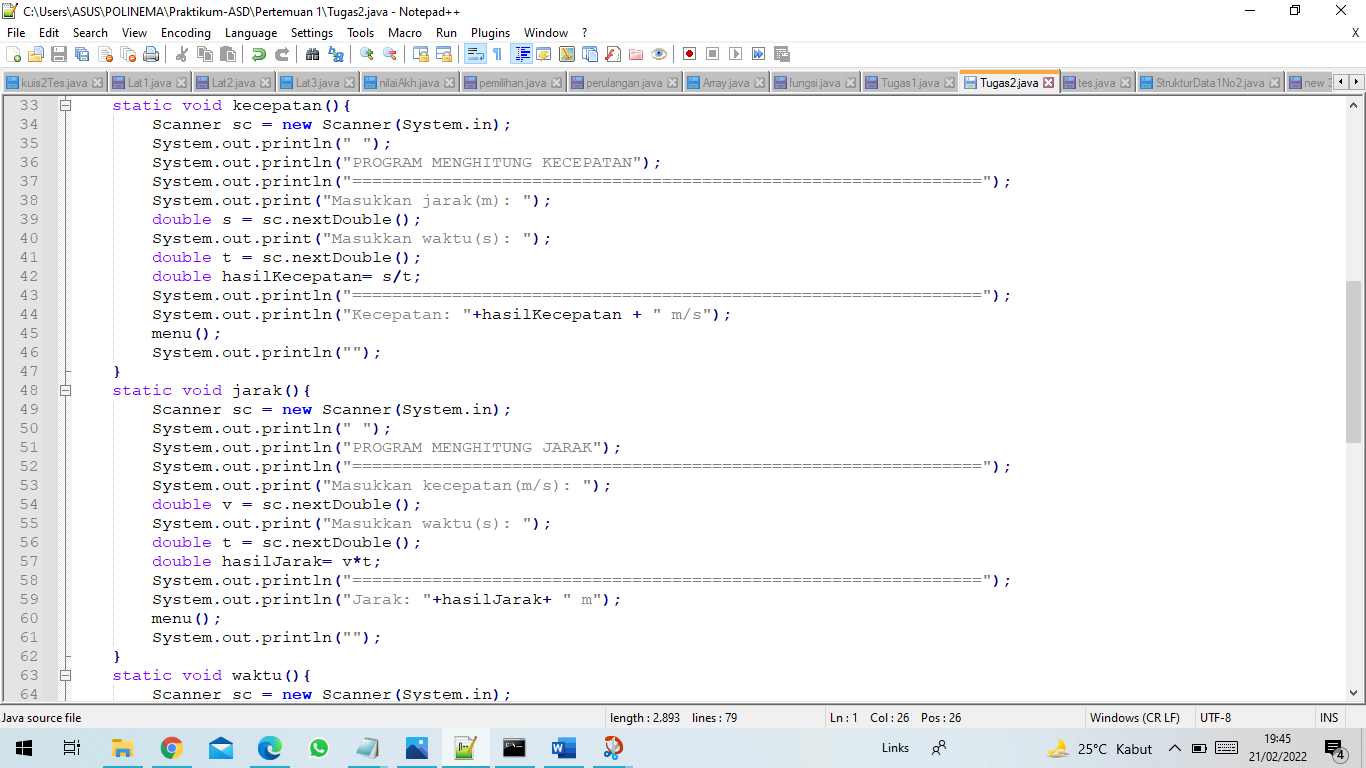 C:\Users\ASUS\POLINEMA\Praktikum-ASD\Pertemuan 1\Tugas2.java - Notepad++
File Edit Search View Encoding Language Settings Tools Macro Run Plugins Window ? X
kuis2Tes.java Lat1.java Lat2.java Lat3.java nilaiAkh.java pemilihan.java perulangan.java Array.java fungsi.java Tugas1.java Tugas2.java tes.java StrukturData1No2.java new 3
33 static void kecepatan(){
34 Scanner sc = new Scanner(System.in);
35 System.out.println(" ");
36 System.out.println("PROGRAM MENGHITUNG KECEPATAN");
37 System.out.println("===============================================================");
38 System.out.print("Masukkan jarak(m): ");
39 double s = sc.nextDouble();
40 System.out.print("Masukkan waktu(s): ");
41 double t = sc.nextDouble();
42 double hasilKecepatan= s/t;
43 System.out.println("===============================================================");
44 System.out.println("Kecepatan: "+hasilKecepatan + " m/s");
45 menu();
46 System.out.println("");
47 }
48 static void jarak(){
49 Scanner sc = new Scanner(System.in);
50 System.out.println(" ");
51 System.out.println("PROGRAM MENGHITUNG JARAK");
52 System.out.println("===============================================================");
53 System.out.print("Masukkan kecepatan(m/s): ");
54 double v = sc.nextDouble();
55 System.out.print("Masukkan waktu(s): ");
56 double t = sc.nextDouble();
57 double hasilJarak= v*t;
58 System.out.println("===============================================================");
59 System.out.println("Jarak: "+hasilJarak+ " m");
60 menu();
61 System.out.println("");
62 }
63 static void waktu(){
64 Scanner sc = new Scanner(System.in);
Java source file length : 2.893 lines : 79 Ln : 1 Col : 26 Pos : 26 Windows (CR LF) UTF-8 INS
Links 25°C Kabut 19:45
21/02/2022 4